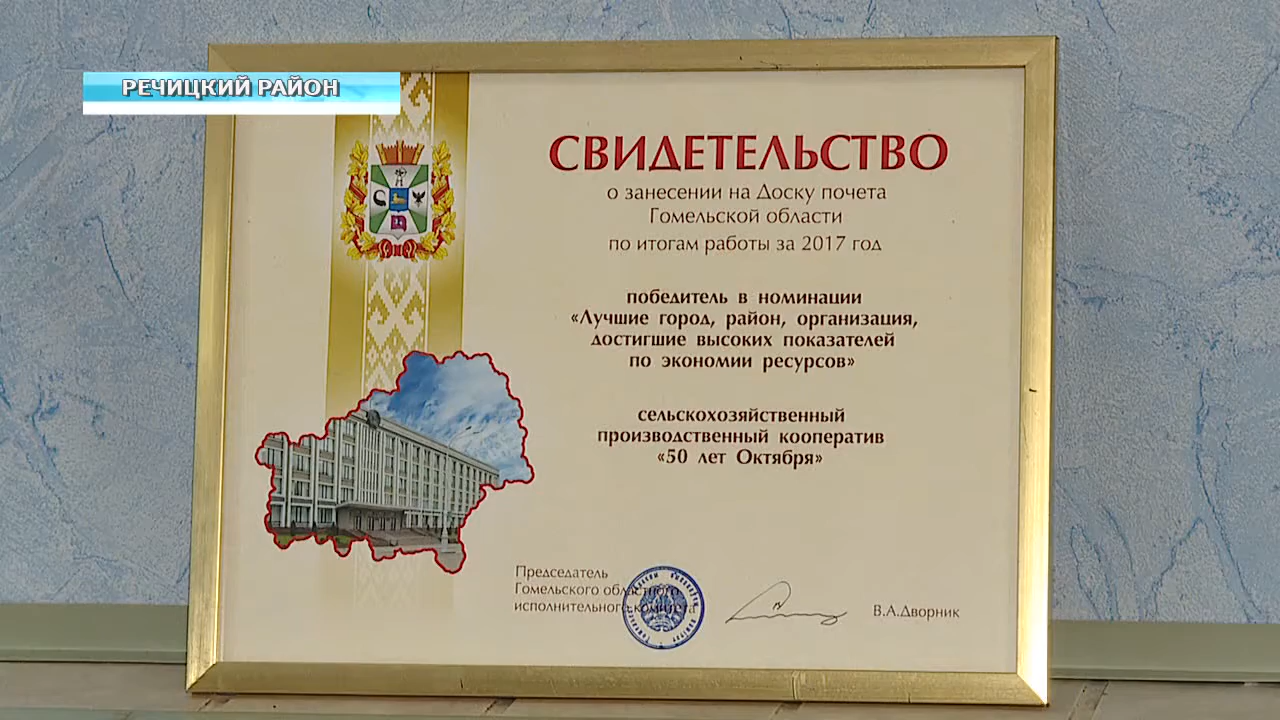 РЕЧИЦКИЙ РАЙОН
СВИДЕТЕЛЬСТВО
о занесении на Доску почета
Гомельской области
по итогам работы за 2017 год
победитель в номинации
«Лучшие город, район, организация,
достигшие высоких показателей
по экономии ресурсов»
сельскохозяйственный
производственный кооператив
«50 лет Октября»
Председатель
Гомельского областного
исполнительного комитета
В.А.Дворник